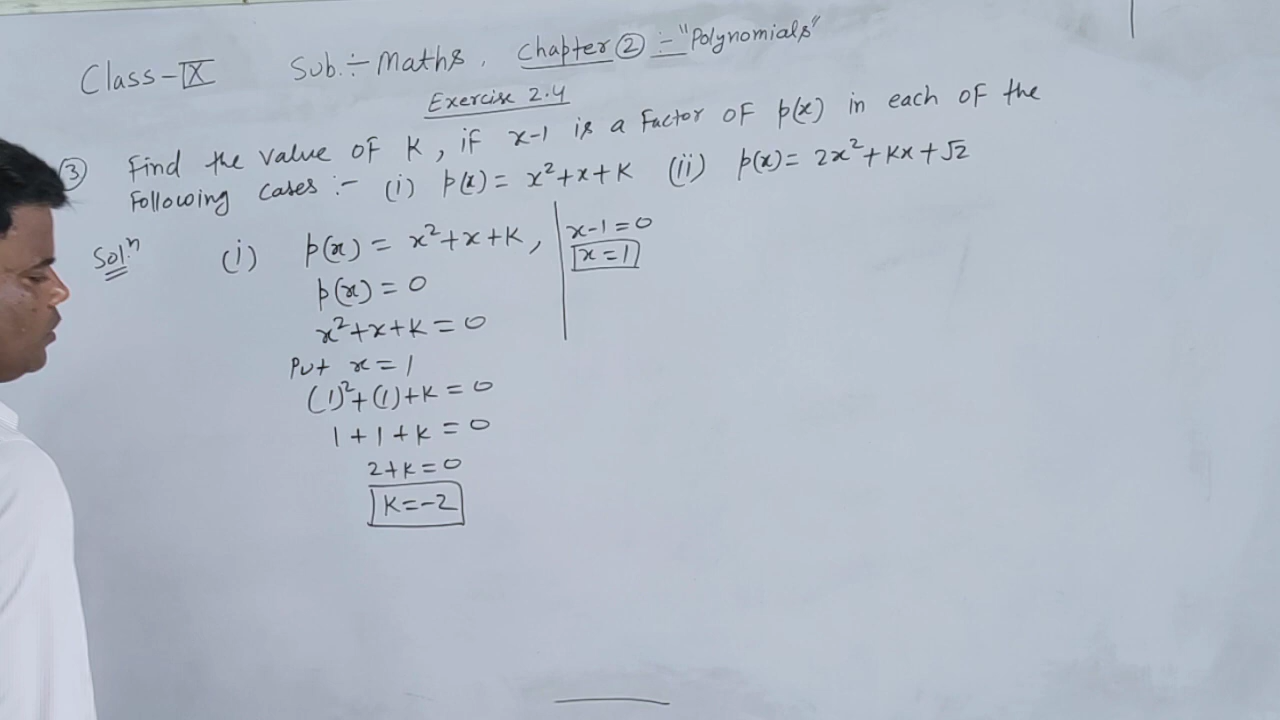 Class-IX Sub.:- Maths, Chapter ② :- "Polynomials"
Exercise 2.4
③ Find the value of K, if x-1 is a Factor of p(x) in each of the
Following cases :- (i) p(x) = x²+x+K (ii) p(x) = 2x²+Kx+√2
Solⁿ (i) p(x) = x²+x+K,
p(x) = 0
x²+x+K = 0
Put x = 1
(1)²+(1)+K = 0
1+1+K = 0
2+K = 0
K=-2
x-1=0
x=1